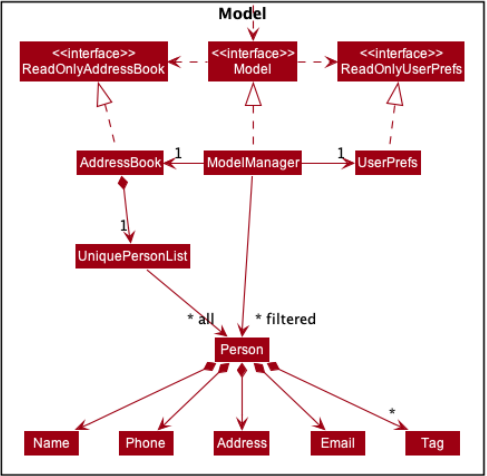 Model
<<interface>>
ReadOnlyAddressBook
<<interface>>
Model
<<interface>>
ReadOnlyUserPrefs
AddressBook
1
ModelManager
1
UserPrefs
1
UniquePersonList
* all
* filtered
Person
*
Name
Phone
Address
Email
Tag